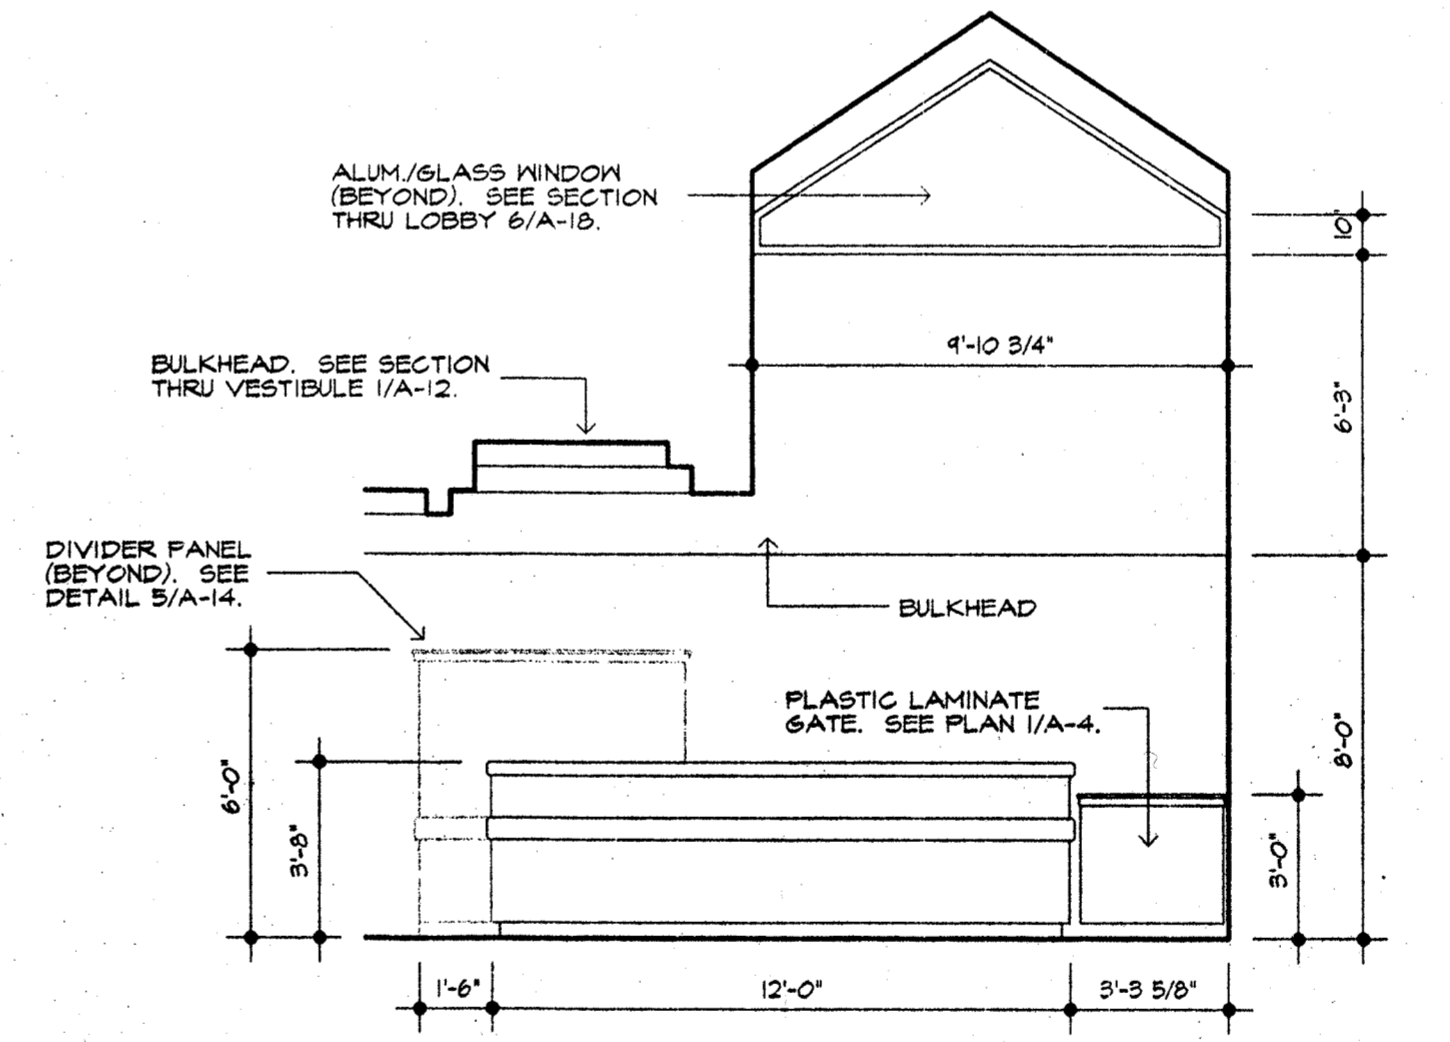 ALUM./GLASS WINDOW
(BEYOND). SEE SECTION
THRU LOBBY 6/A-18.
10"
9'-10 3/4"
BULKHEAD. SEE SECTION
THRU VESTIBULE 1/A-12.
6'-3"
DIVIDER PANEL
(BEYOND). SEE
DETAIL 5/A-14.
BULKHEAD
PLASTIC LAMINATE
GATE. SEE PLAN 1/A-4.
8'-0"
6'-0"
3'-8"
3'-0"
1'-6"
12'-0"
3'-3 5/8"